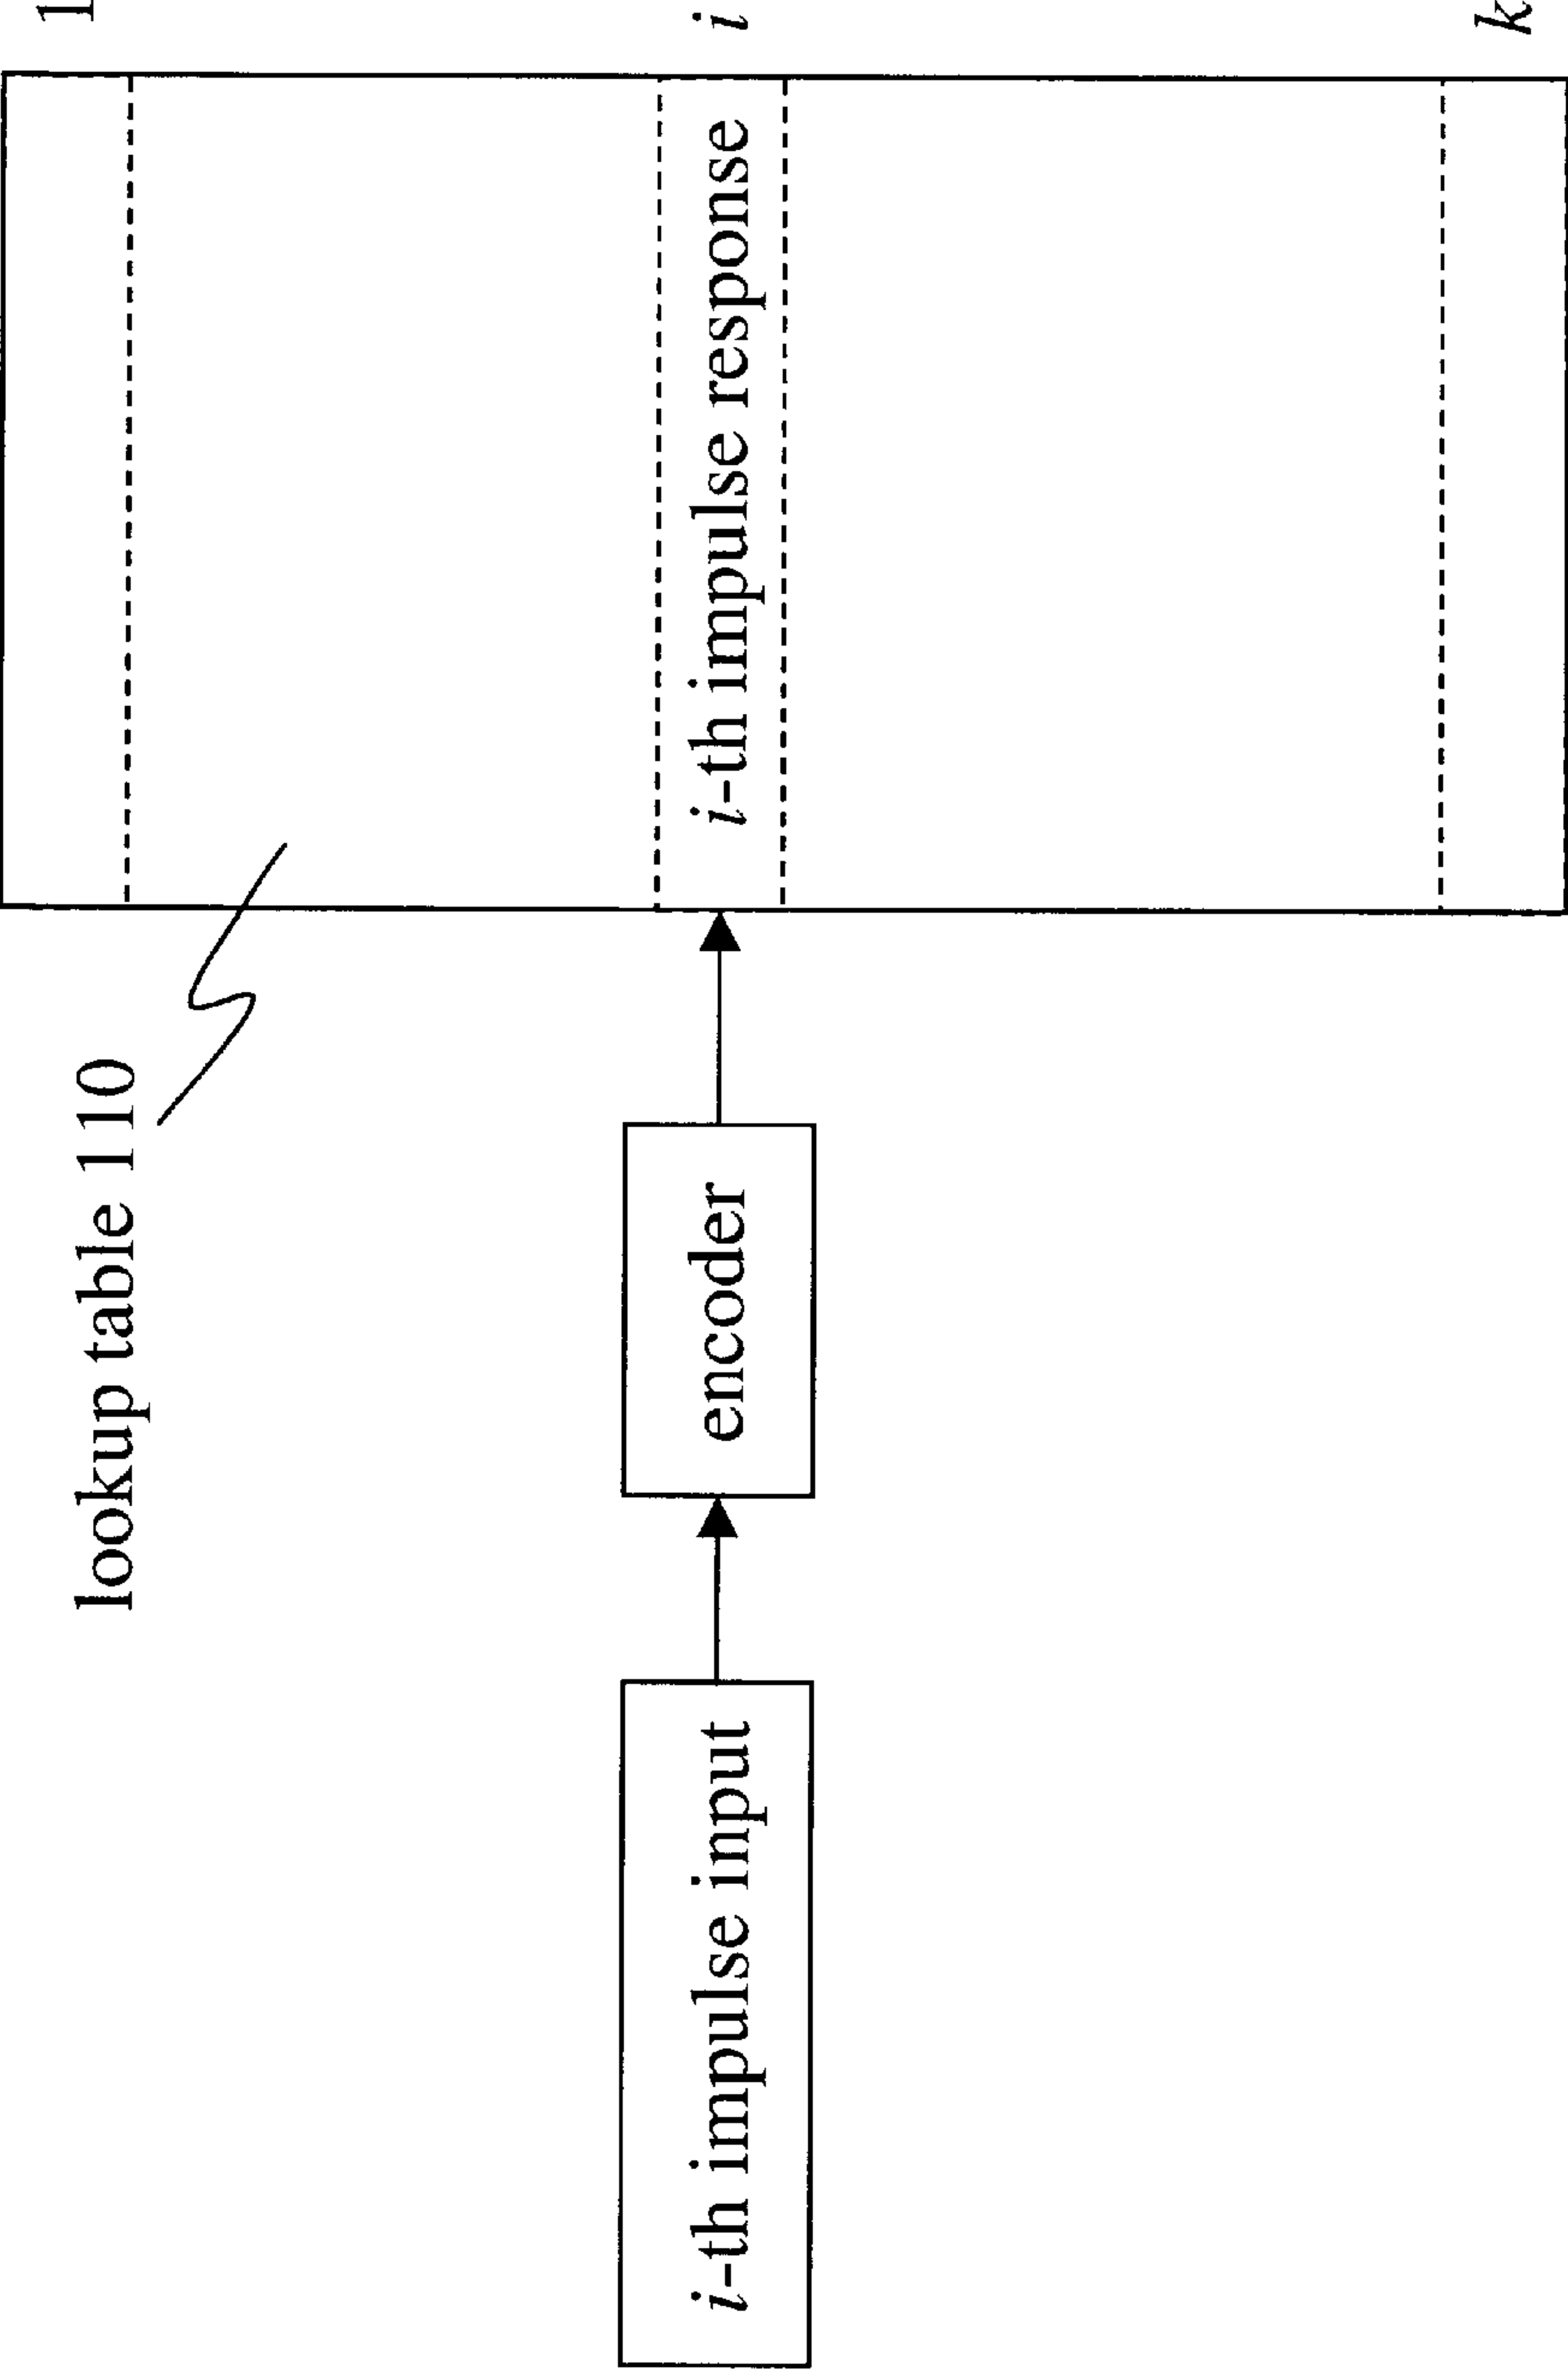 lookup table 110
1
i-th impulse input
encoder
i-th impulse response
i
k